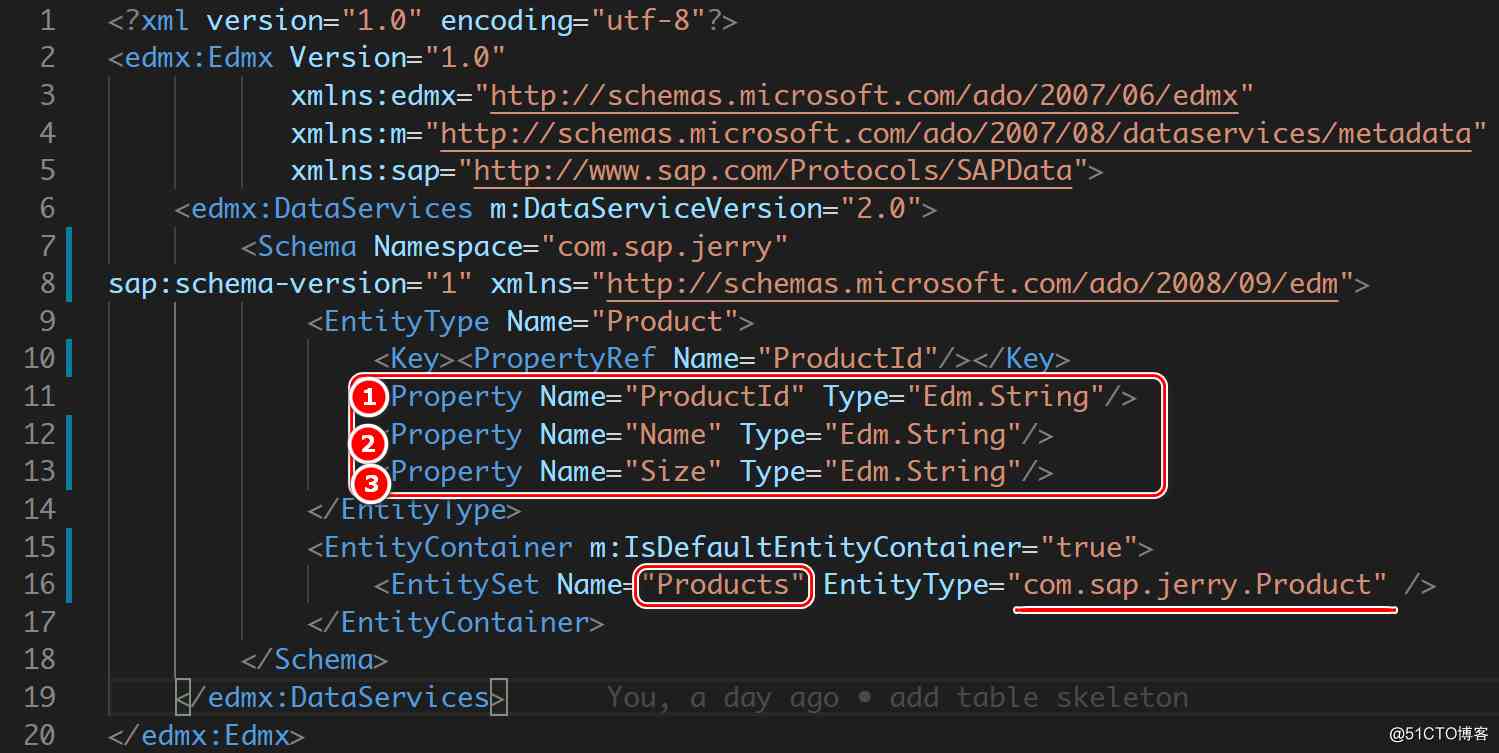 1 <?xml version="1.0" encoding="utf-8"?>
2 <edmx:Edmx Version="1.0"
3 xmlns:edmx="http://schemas.microsoft.com/ado/2007/06/edmx"
4 xmlns:m="http://schemas.microsoft.com/ado/2007/08/dataservices/metadata"
5 xmlns:sap="http://www.sap.com/Protocols/SAPData">
6 <edmx:DataServices m:DataServiceVersion="2.0">
7 <Schema Namespace="com.sap.jerry"
8 sap:schema-version="1" xmlns="http://schemas.microsoft.com/ado/2008/09/edm">
9 <EntityType Name="Product">
10 <Key><PropertyRef Name="ProductId"/></Key>
11 1 Property Name="ProductId" Type="Edm.String"/>
12 2 Property Name="Name" Type="Edm.String"/>
13 3 <Property Name="Size" Type="Edm.String"/>
14 </EntityType>
15 <EntityContainer m:IsDefaultEntityContainer="true">
16 <EntitySet Name="Products" EntityType="com.sap.jerry.Product" />
17 </EntityContainer>
18 </Schema>
19 </edmx:DataServices> You, a day ago • add table skeleton
20 </edmx:Edmx>
@51CTO博客